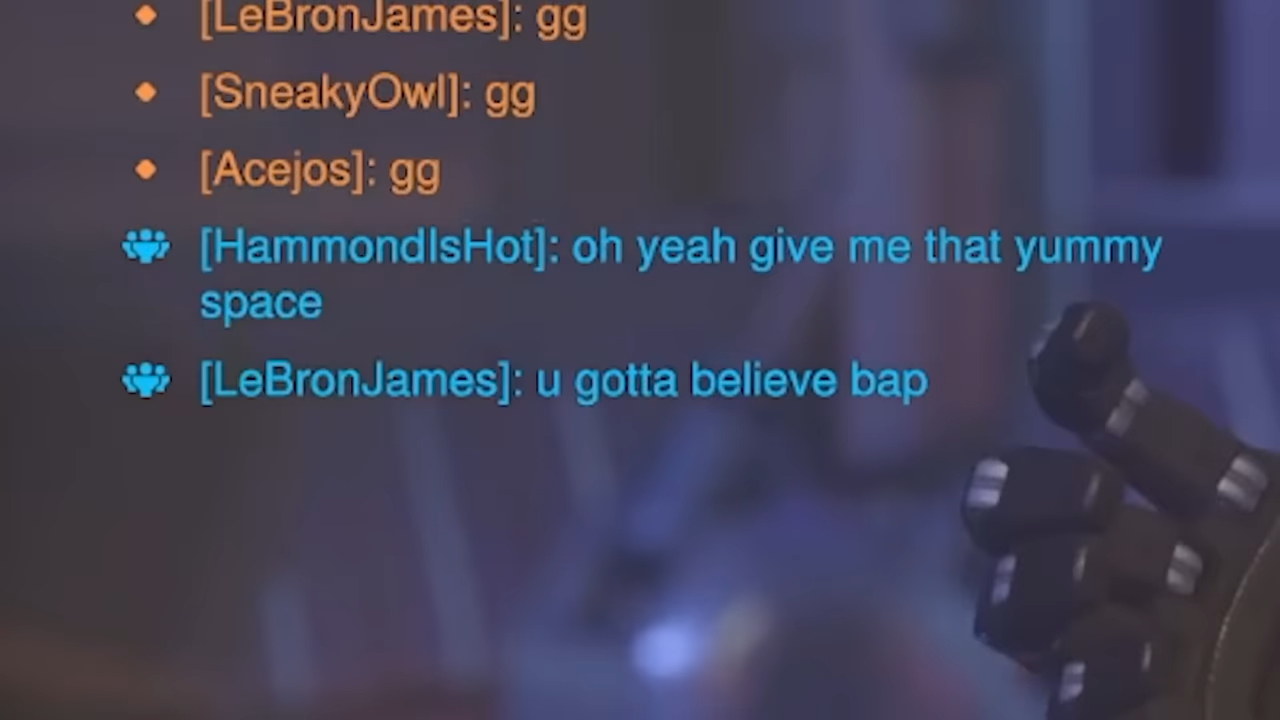 [LeBronJames]: gg
[SneakyOwl]: gg
[Acejos]: gg
[HammondIsHot]: oh yeah give me that yummy
space
[LeBronJames]: u gotta believe bap